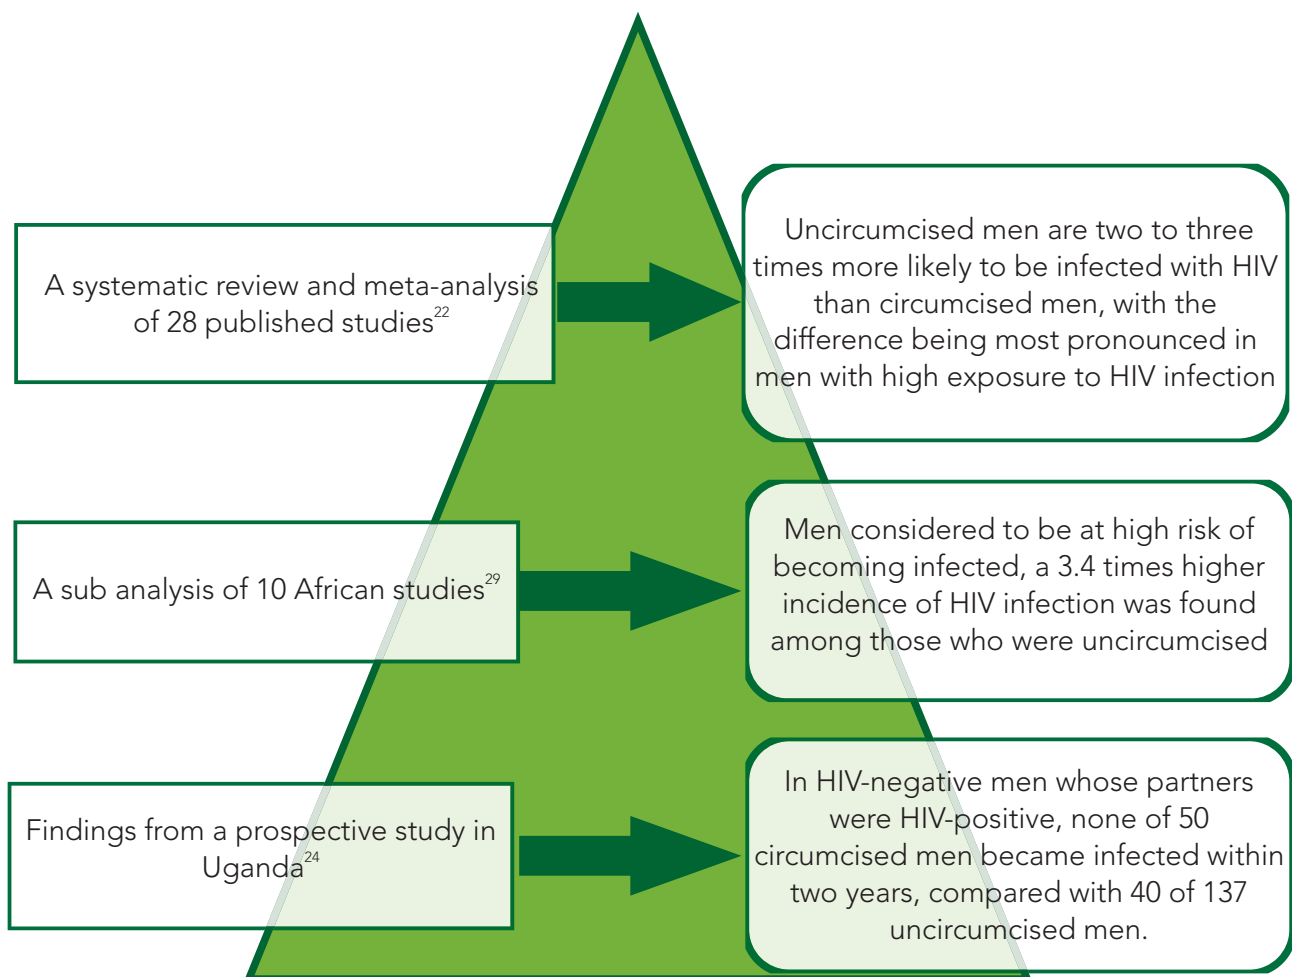 A systematic review and meta-analysis
of 28 published studies22
Uncircumcised men are two to three
times more likely to be infected with HIV
than circumcised men, with the
difference being most pronounced in
men with high exposure to HIV infection
A sub analysis of 10 African studies29
Men considered to be at high risk of
becoming infected, a 3.4 times higher
incidence of HIV infection was found
among those who were uncircumcised
Findings from a prospective study in
Uganda24
In HIV-negative men whose partners
were HIV-positive, none of 50
circumcised men became infected within
two years, compared with 40 of 137
uncircumcised men.